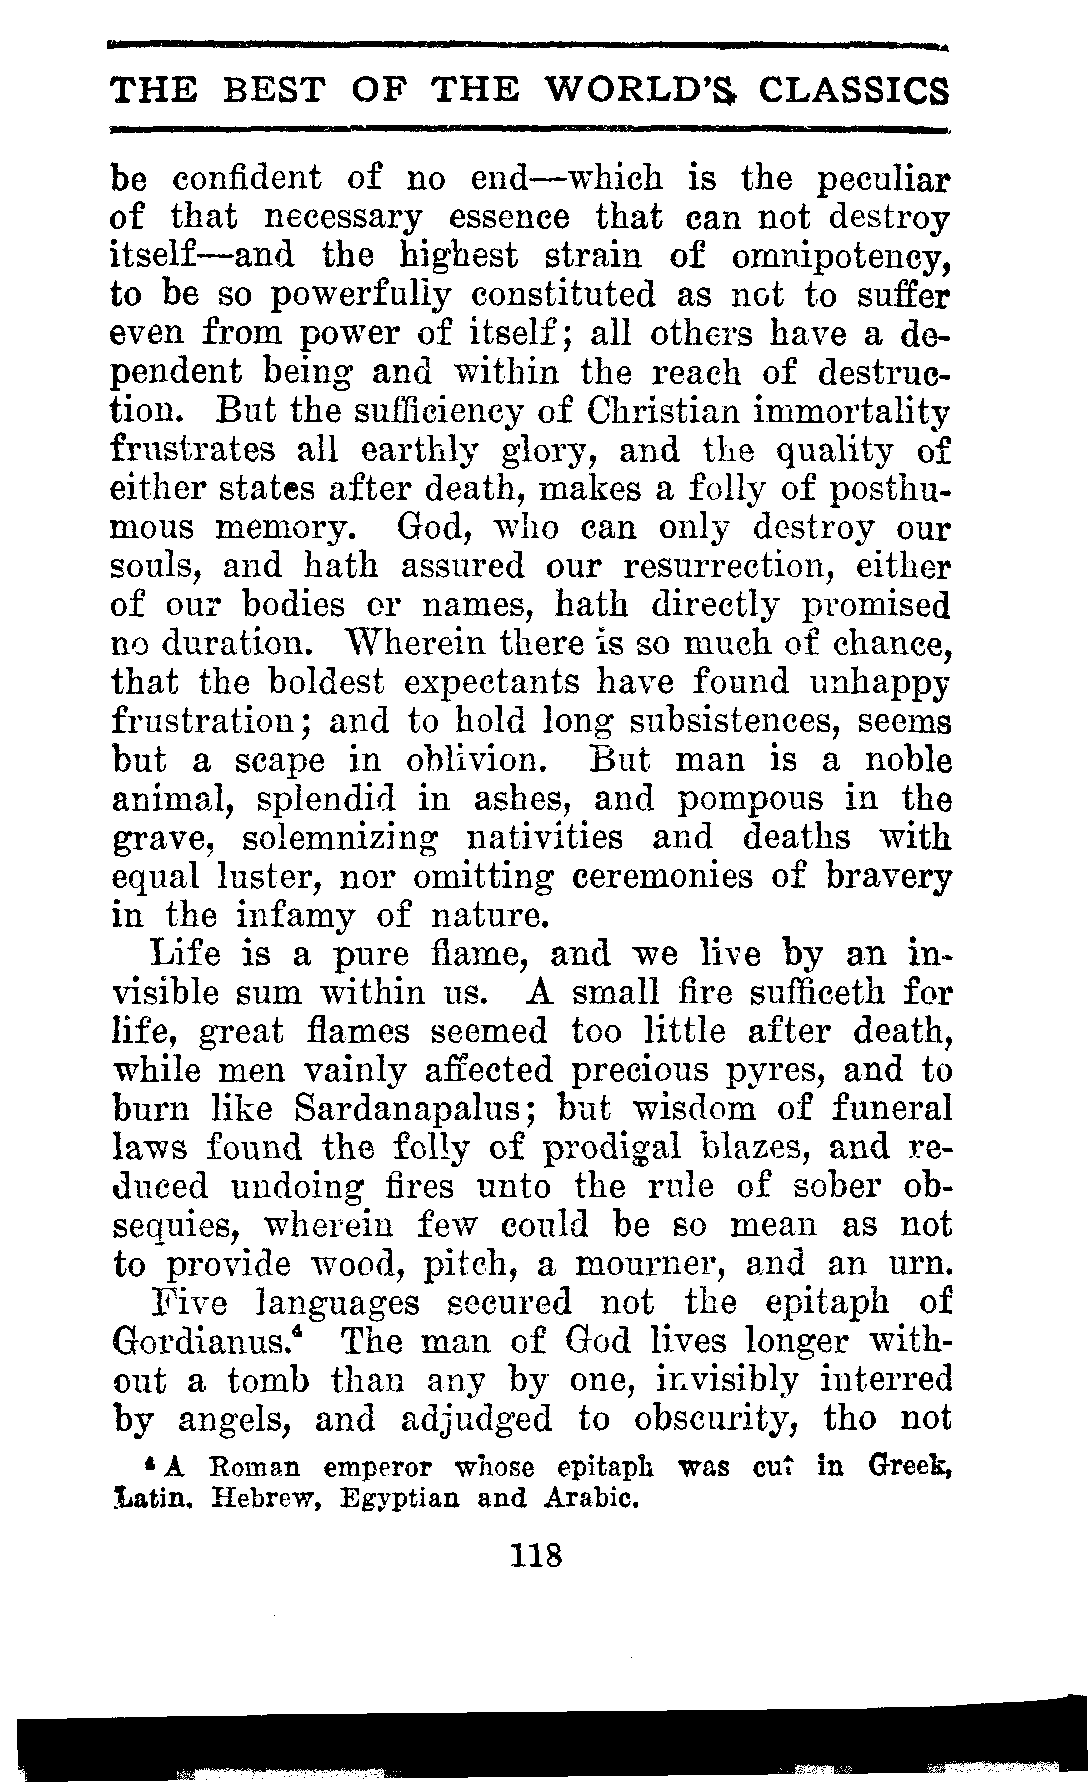 THE BEST OF THE WORLD'S CLASSICS
be confident of no end—which is the peculiar
of that necessary essence that can not destroy
itself—and the highest strain of omnipotency,
to be so powerfully constituted as not to suffer
even from power of itself; all others have a de-
pendent being and within the reach of destruc-
tion. But the sufficiency of Christian immortality
frustrates all earthly glory, and the quality of
either states after death, makes a folly of posthu-
mous memory. God, who can only destroy our
souls, and hath assured our resurrection, either
of our bodies or names, hath directly promised
no duration. Wherein there is so much of chance,
that the boldest expectants have found unhappy
frustration; and to hold long subsistences, seems
but a scape in oblivion. But man is a noble
animal, splendid in ashes, and pompous in the
grave, solemnizing nativities and deaths with
equal luster, nor omitting ceremonies of bravery
in the infamy of nature.
Life is a pure flame, and we live by an in-
visible sum within us. A small fire sufficeth for
life, great flames seemed too little after death,
while men vainly affected precious pyres, and to
burn like Sardanapalus; but wisdom of funeral
laws found the folly of prodigal blazes, and re-
duced undoing fires unto the rule of sober ob-
sequies, wherein few could be so mean as not
to provide wood, pitch, a mourner, and an urn.
Five languages secured not the epitaph of
Gordianus.⁴ The man of God lives longer with-
out a tomb than any by one, invisibly interred
by angels, and adjudged to obscurity, tho not
⁴ A Roman emperor whose epitaph was cut in Greek,
Latin, Hebrew, Egyptian and Arabic.
118